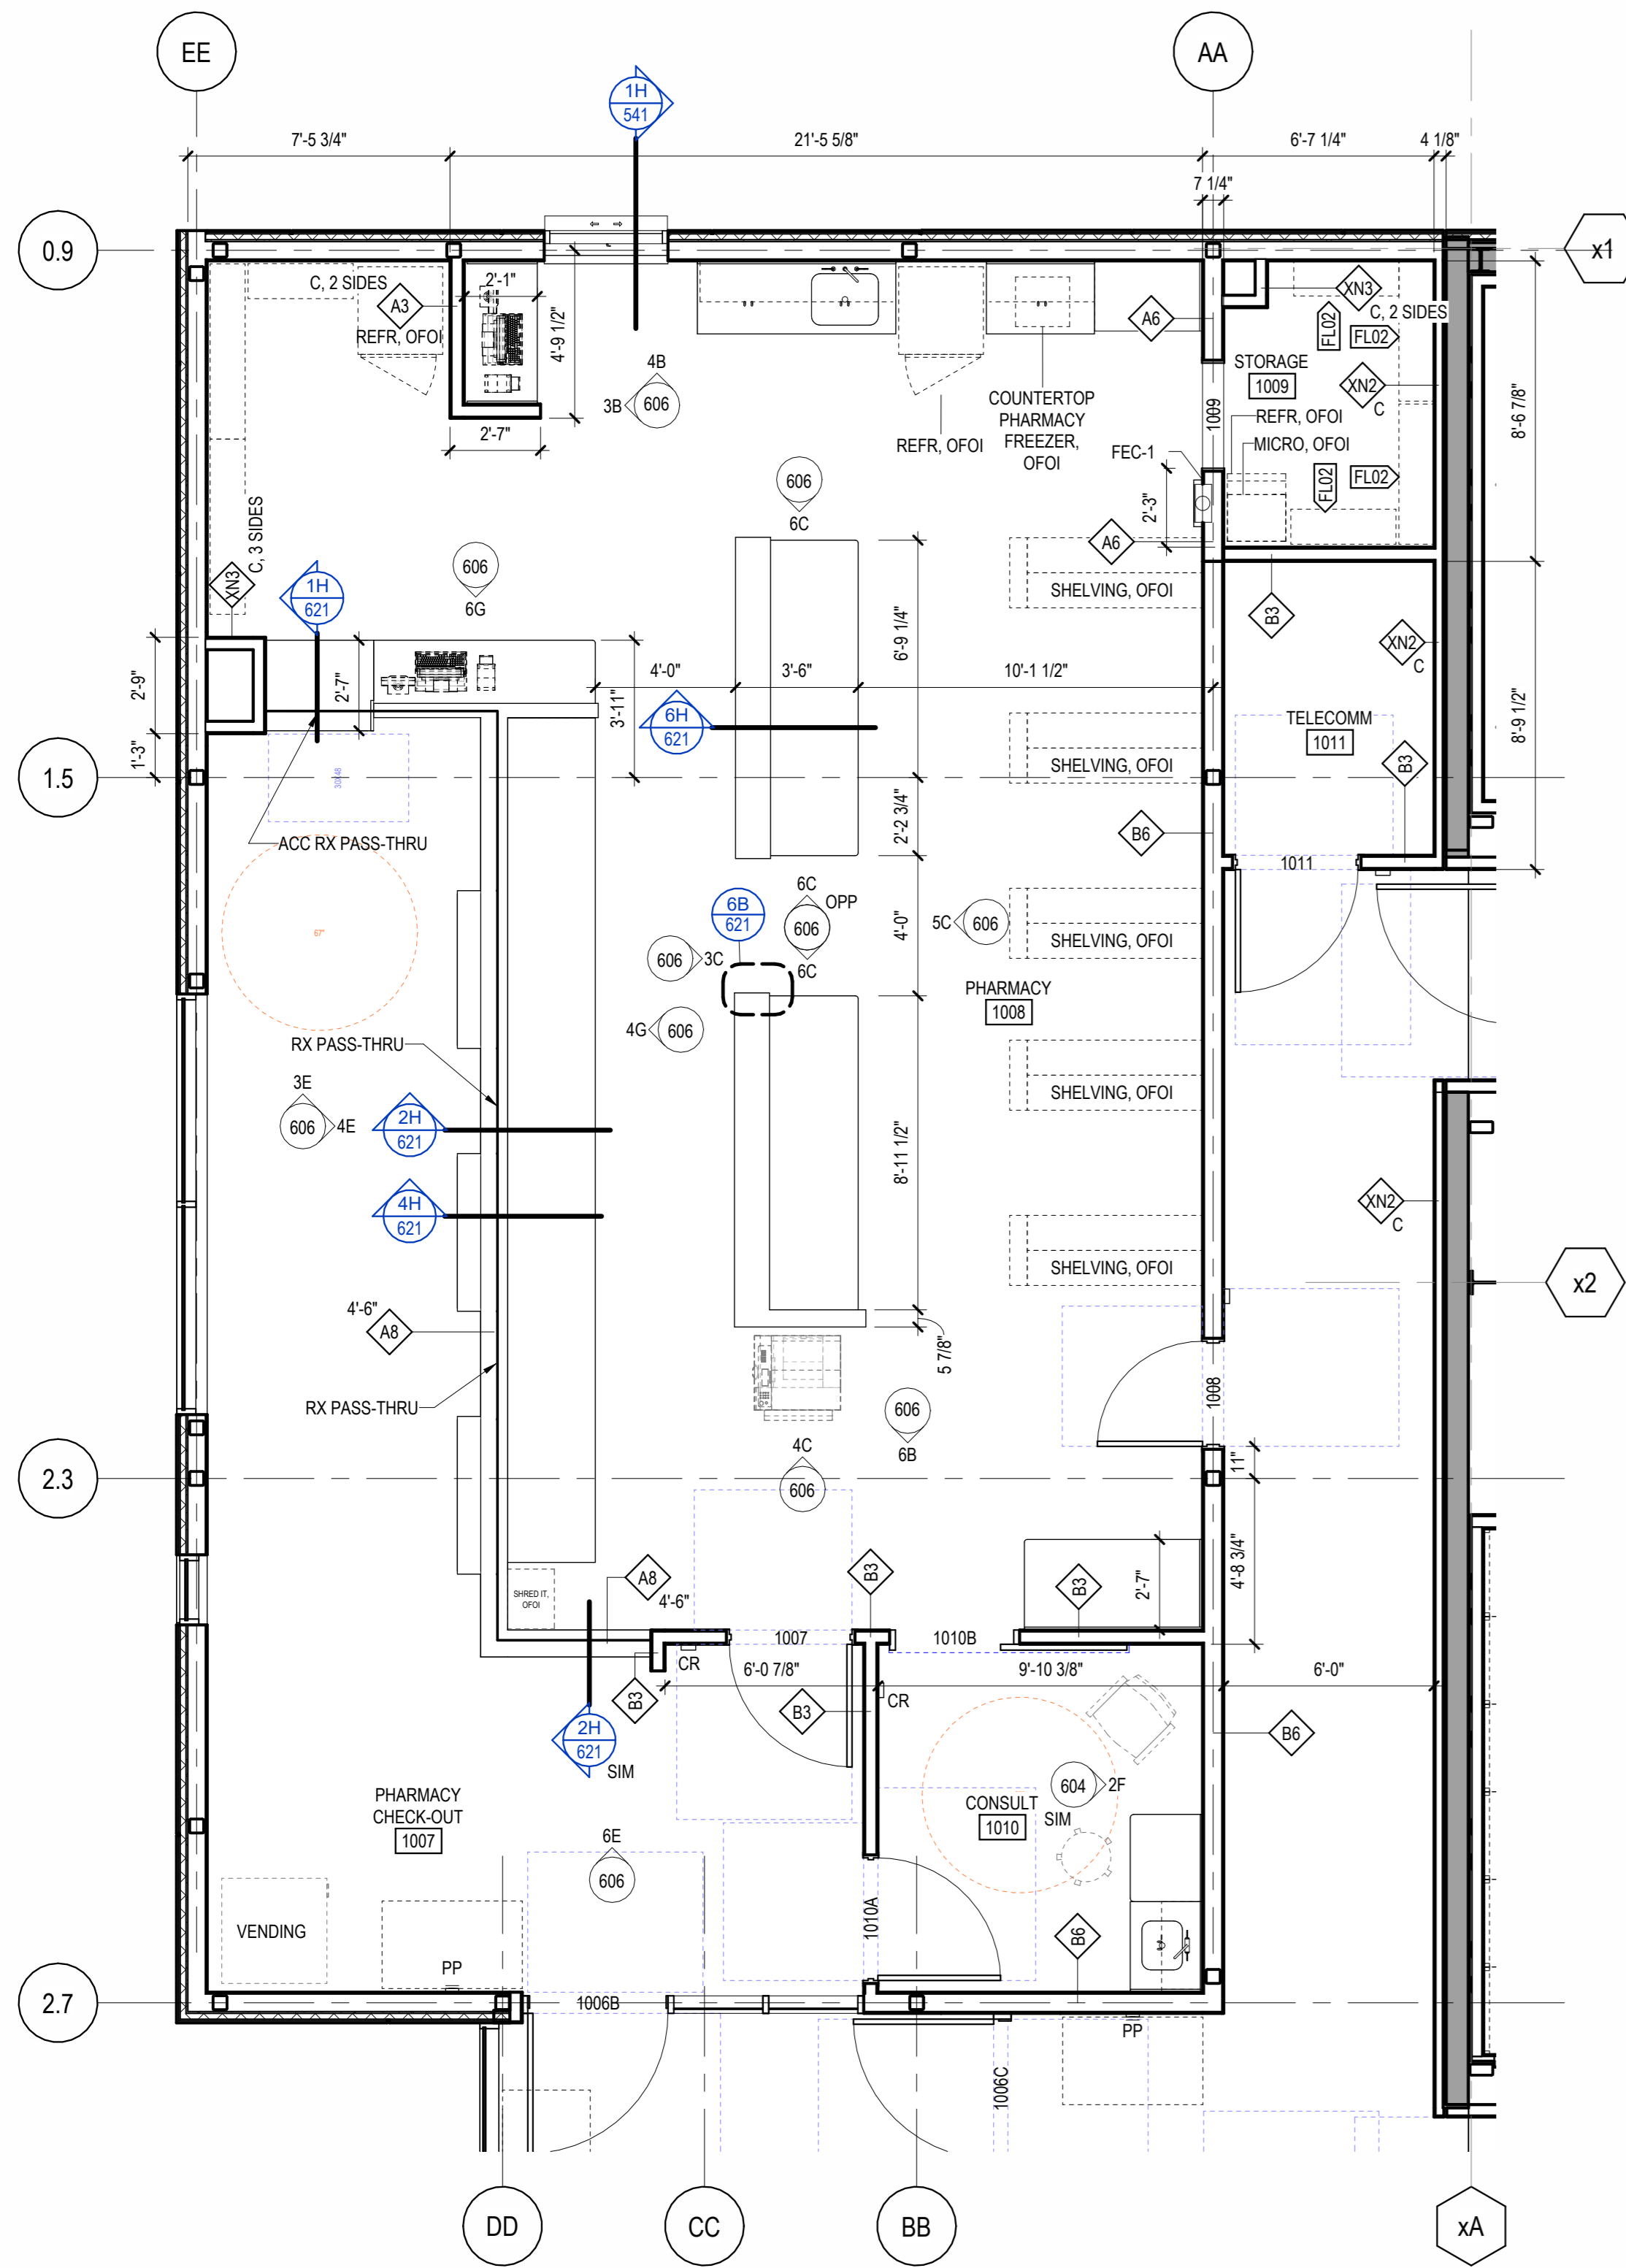 EE
AA
1H
541
7'-5 3/4"
21'-5 5/8"
6'-7 1/4"
4 1/8"
7 1/4"
0.9
x1
C, 2 SIDES
A3
REFR, OFOI
2'-1"
4'-9 1/2"
2'-7"
4B
3B
606
A6
XN3
C, 2 SIDES
FL02
FL02
STORAGE
1009
XN2
C
REFR, OFOI
MICRO, OFOI
FL02
FL02
1009
8'-6 7/8"
COUNTERTOP
PHARMACY
FREEZER,
OFOI
REFR, OFOI
FEC-1
2'-3"
A6
606
6C
C, 3 SIDES
XN3
606
6G
1H
621
SHELVING, OFOI
B3
XN2
C
2'-9"
1'-3"
2'-7"
3'-11"
4'-0"
3'-6"
10'-1 1/2"
6'-9 1/4"
6H
621
TELECOMM
1011
B3
8'-9 1/2"
1.5
30X48
SHELVING, OFOI
2'-2 3/4"
B6
ACC RX PASS-THRU
1011
67"
6B
621
6C
OPP
606
6C
606
3C
4'-0"
5C
606
SHELVING, OFOI
PHARMACY
1008
4G
606
RX PASS-THRU
3E
606
4E
2H
621
SHELVING, OFOI
8'-11 1/2"
4H
621
XN2
C
SHELVING, OFOI
x2
4'-6"
A8
5 7/8"
RX PASS-THRU
1008
606
6B
2.3
4C
606
11"
4'-8 3/4"
SHRED IT,
OFOI
A8
4'-6"
B3
B3
2'-7"
1007
1010B
CR
6'-0 7/8"
9'-10 3/8"
6'-0"
B3
B3
CR
B6
2H
621
SIM
PHARMACY
CHECK-OUT
1007
604
2F
CONSULT
SIM
1010
6E
606
VENDING
PP
1010A
B6
2.7
1006B
PP
1006C
DD
CC
BB
xA